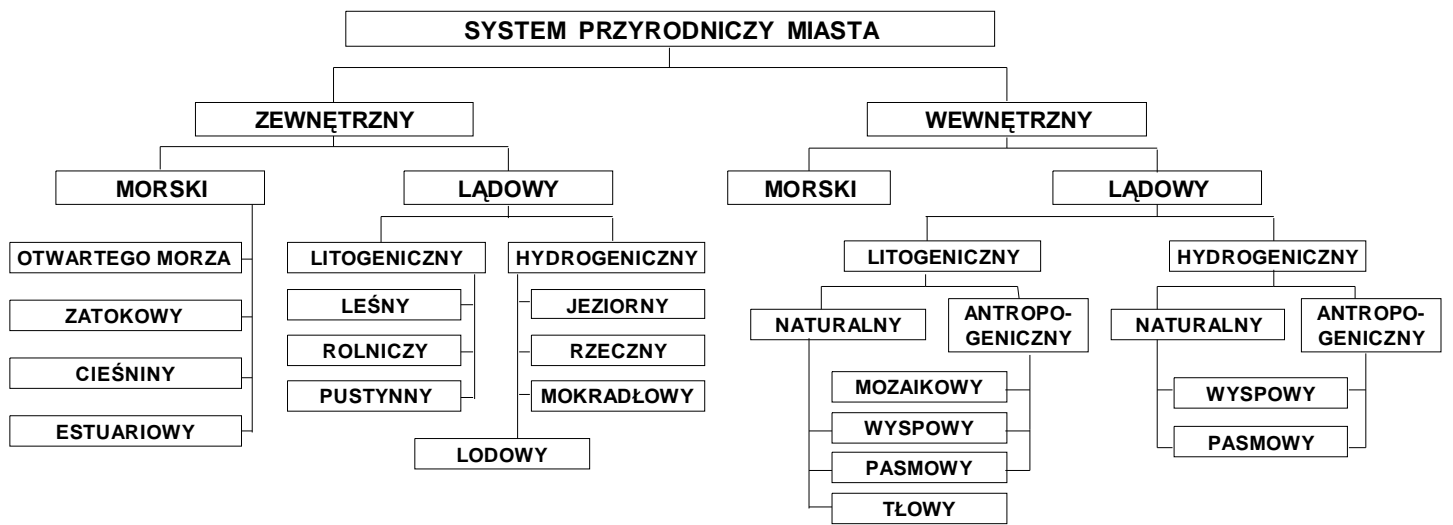 SYSTEM PRZYRODNICZY MIASTA
ZEWNĘTRZNY
WEWNĘTRZNY
MORSKI
LĄDOWY
MORSKI
LĄDOWY
OTWARTEGO MORZA
ZATOKOWY
CIEŚNINY
ESTUARIOWY
LITOGENICZNY
LEŚNY
ROLNICZY
PUSTYNNY
HYDROGENICZNY
JEZIORNY
RZECZNY
MOKRADŁOWY
LODOWY
LITOGENICZNY
NATURALNY
ANTROPO-
GENICZNY
MOZAIKOWY
WYSPOWY
PASMOWY
TŁOWY
HYDROGENICZNY
NATURALNY
ANTROPO-
GENICZNY
WYSPOWY
PASMOWY